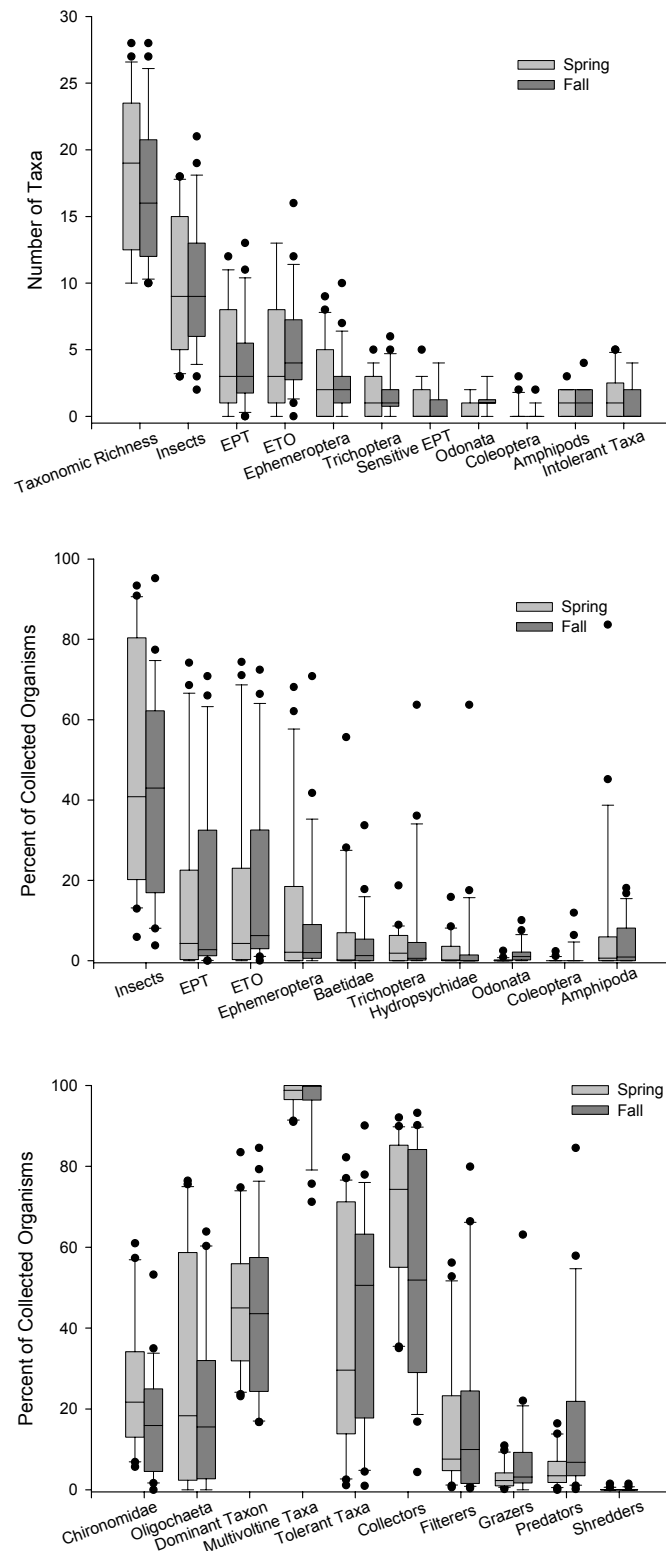 30
25
20
15
10
5
0
Number of Taxa
Spring
Fall
Taxonomic Richness
Insects
EPT
ETO
Ephemeroptera
Trichoptera
Sensitive EPT
Odonata
Coleoptera
Amphipods
Intolerant Taxa
100
80
60
40
20
0
Percent of Collected Organisms
Spring
Fall
Insects
EPT
ETO
Ephemeroptera
Baetidae
Trichoptera
Hydropsychidae
Odonata
Coleoptera
Amphipoda
100
80
60
40
20
0
Percent of Collected Organisms
Spring
Fall
Chironomidae
Oligochaeta
Dominant Taxon
Multivoltine Taxa
Tolerant Taxa
Collectors
Filterers
Grazers
Predators
Shredders